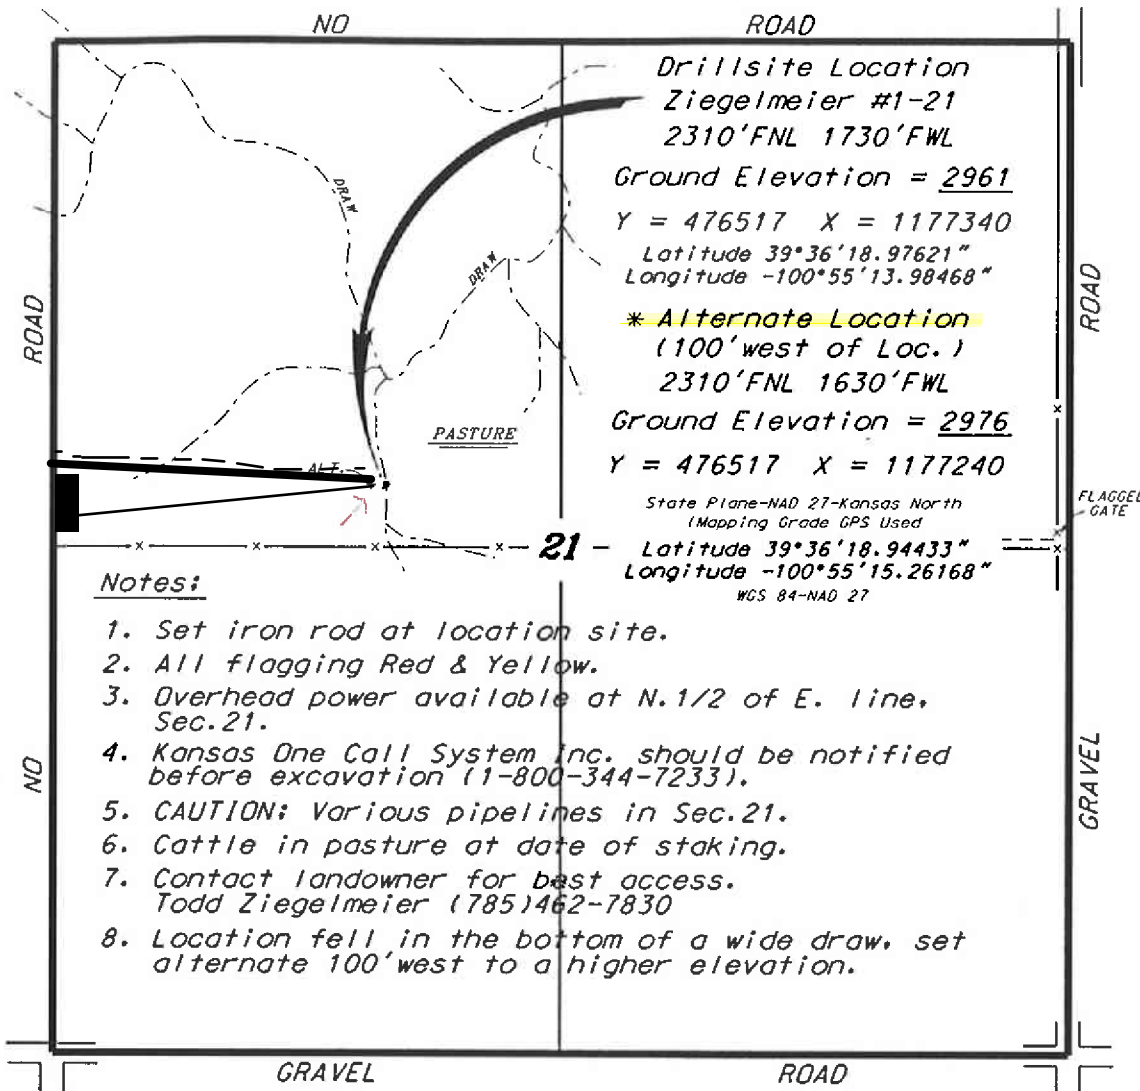 NO ROAD
Drillsite Location
Ziegelmeier #1-21
2310'FNL 1730'FWL
Ground Elevation = 2961
Y = 476517 X = 1177340
Latitude 39°36'18.97621"
Longitude -100°55'13.98468"
* Alternate Location
(100'west of Loc.)
2310'FNL 1630'FWL
Ground Elevation = 2976
Y = 476517 X = 1177240
State Plane-NAD 27-Kansas North
(Mapping Grade GPS Used
Latitude 39°36'18.94433"
Longitude -100°55'15.26168"
WGS 84-NAD 27
DRAW
DRAW
ROAD
ROAD
PASTURE
ALT.
FLAGGED
GATE
21
Notes:
1. Set iron rod at location site.
2. All flagging Red & Yellow.
3. Overhead power available at N.1/2 of E. line,
Sec.21.
4. Kansas One Call System Inc. should be notified
before excavation (1-800-344-7233).
5. CAUTION: Various pipelines in Sec.21.
6. Cattle in pasture at date of staking.
7. Contact landowner for best access.
Todd Ziegelmeier (785)462-7830
8. Location fell in the bottom of a wide draw, set
alternate 100'west to a higher elevation.
NO
GRAVEL
GRAVEL ROAD